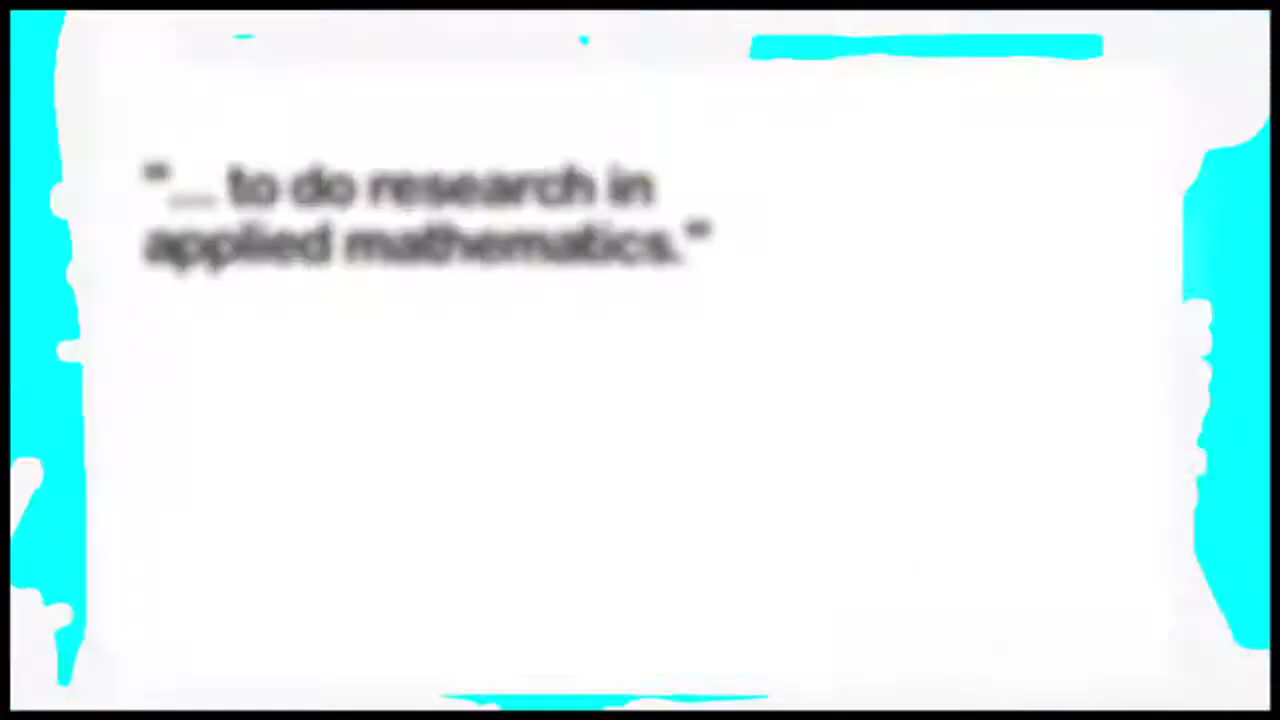 "... to do research in
applied mathematics."